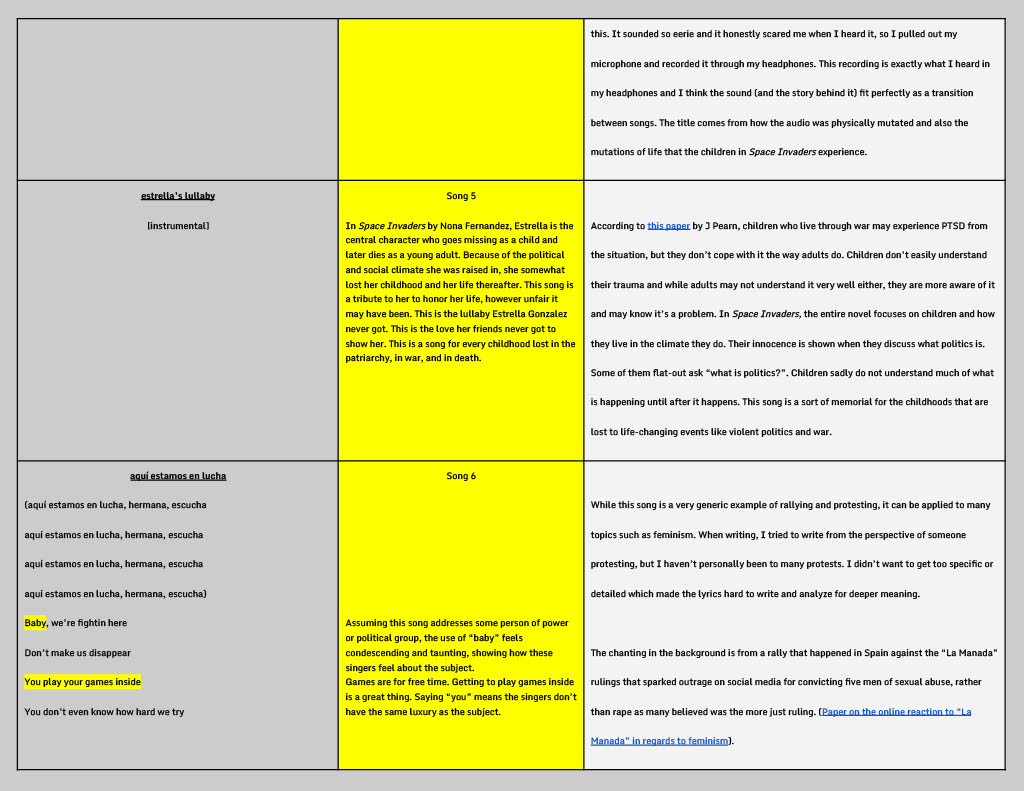 this. It sounded so eerie and it honestly scared me when I heard it, so I pulled out my
microphone and recorded it through my headphones. This recording is exactly what I heard in
my headphones and I think the sound (and the story behind it) fit perfectly as a transition
between songs. The title comes from how the audio was physically mutated and also the
mutations of life that the children in Space Invaders experience.
estrella's lullaby
[instrumental]
Song 5
In Space Invaders by Nona Fernandez, Estrella is the
central character who goes missing as a child and
later dies as a young adult. Because of the political
and social climate she was raised in, she somewhat
lost her childhood and her life thereafter. This song is
a tribute to her to honor her life, however unfair it
may have been. This is the lullaby Estrella Gonzalez
never got. This is the love her friends never got to
show her. This is a song for every childhood lost in the
patriarchy, in war, and in death.
According to this paper by J Pearn, children who live through war may experience PTSD from
the situation, but they don't cope with it the way adults do. Children don't easily understand
their trauma and while adults may not understand it very well either, they are more aware of it
and may know it's a problem. In Space Invaders, the entire novel focuses on children and how
they live in the climate they do. Their innocence is shown when they discuss what politics is.
Some of them flat-out ask "what is politics?". Children sadly do not understand much of what
is happening until after it happens. This song is a sort of memorial for the childhoods that are
lost to life-changing events like violent politics and war.
aquí estamos en lucha
(aquí estamos en lucha, hermana, escucha
aquí estamos en lucha, hermana, escucha
aquí estamos en lucha, hermana, escucha
aquí estamos en lucha, hermana, escucha)
Baby, we're fightin here
Don't make us disappear
You play your games inside
You don't even know how hard we try
Song 6
Assuming this song addresses some person of power
or political group, the use of "baby" feels
condescending and taunting, showing how these
singers feel about the subject.
Games are for free time. Getting to play games inside
is a great thing. Saying "you" means the singers don't
have the same luxury as the subject.
While this song is a very generic example of rallying and protesting, it can be applied to many
topics such as feminism. When writing, I tried to write from the perspective of someone
protesting, but I haven't personally been to many protests. I didn't want to get too specific or
detailed which made the lyrics hard to write and analyze for deeper meaning.
The chanting in the background is from a rally that happened in Spain against the "La Manada"
rulings that sparked outrage on social media for convicting five men of sexual abuse, rather
than rape as many believed was the more just ruling. (Paper on the online reaction to "La
Manada" in regards to feminism).